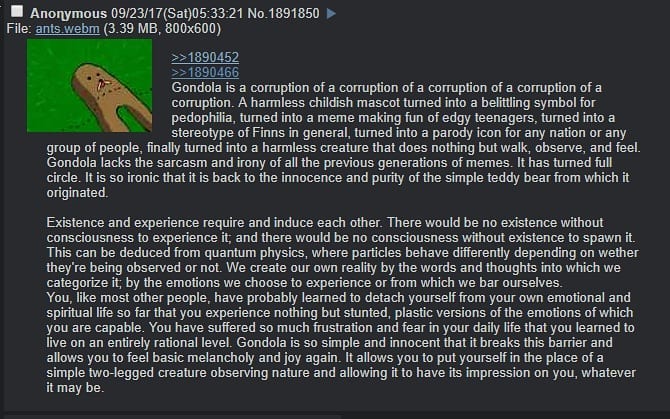 Anonymous 09/23/17(Sat)05:33:21 No.1891850
File: ants.webm (3.39 MB, 800x600)
>>1890452
>>1890466
Gondola is a corruption of a corruption of a corruption of a corruption of a
corruption. A harmless childish mascot turned into a belittling symbol for
pedophilia, turned into a meme making fun of edgy teenagers, turned into a
stereotype of Finns in general, turned into a parody icon for any nation or any
group of people, finally turned into a harmless creature that does nothing but walk, observe, and feel.
Gondola lacks the sarcasm and irony of all the previous generations of memes. It has turned full
circle. It is so ironic that it is back to the innocence and purity of the simple teddy bear from which it
originated.
Existence and experience require and induce each other. There would be no existence without
consciousness to experience it; and there would be no consciousness without existence to spawn it.
This can be deduced from quantum physics, where particles behave differently depending on wether
they're being observed or not. We create our own reality by the words and thoughts into which we
categorize it; by the emotions we choose to experience or from which we bar ourselves.
You, like most other people, have probably learned to detach yourself from your own emotional and
spiritual life so far that you experience nothing but stunted, plastic versions of the emotions of which
you are capable. You have suffered so much frustration and fear in your daily life that you learned to
live on an entirely rational level. Gondola is so simple and innocent that it breaks this barrier and
allows you to feel basic melancholy and joy again. It allows you to put yourself in the place of a
simple two-legged creature observing nature and allowing it to have its impression on you, whatever
it may be.